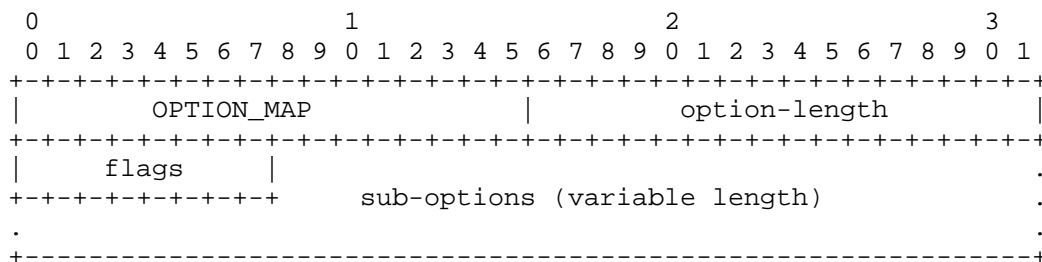 0                   1                   2                   3
 0 1 2 3 4 5 6 7 8 9 0 1 2 3 4 5 6 7 8 9 0 1 2 3 4 5 6 7 8 9 0 1
+-+-+-+-+-+-+-+-+-+-+-+-+-+-+-+-+-+-+-+-+-+-+-+-+-+-+-+-+-+-+-+-+
|        OPTION_MAP             |         option-length         |
+-+-+-+-+-+-+-+-+-+-+-+-+-+-+-+-+-+-+-+-+-+-+-+-+-+-+-+-+-+-+-+-+
|     flags     |                                               .
+-+-+-+-+-+-+-+-+     sub-options (variable length)             .
.                                                               .
+---------------------------------------------------------------+